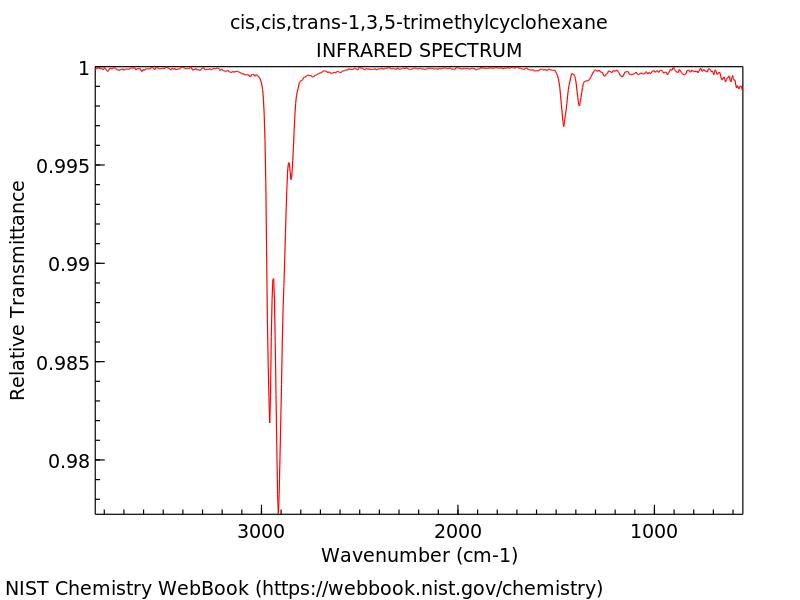 cis,cis,trans-1,3,5-trimethylcyclohexane
INFRARED SPECTRUM
1
0.995
0.99
0.985
0.98
Relative Transmittance
3000 2000 1000
Wavenumber (cm-1)
NIST Chemistry WebBook (https://webbook.nist.gov/chemistry)